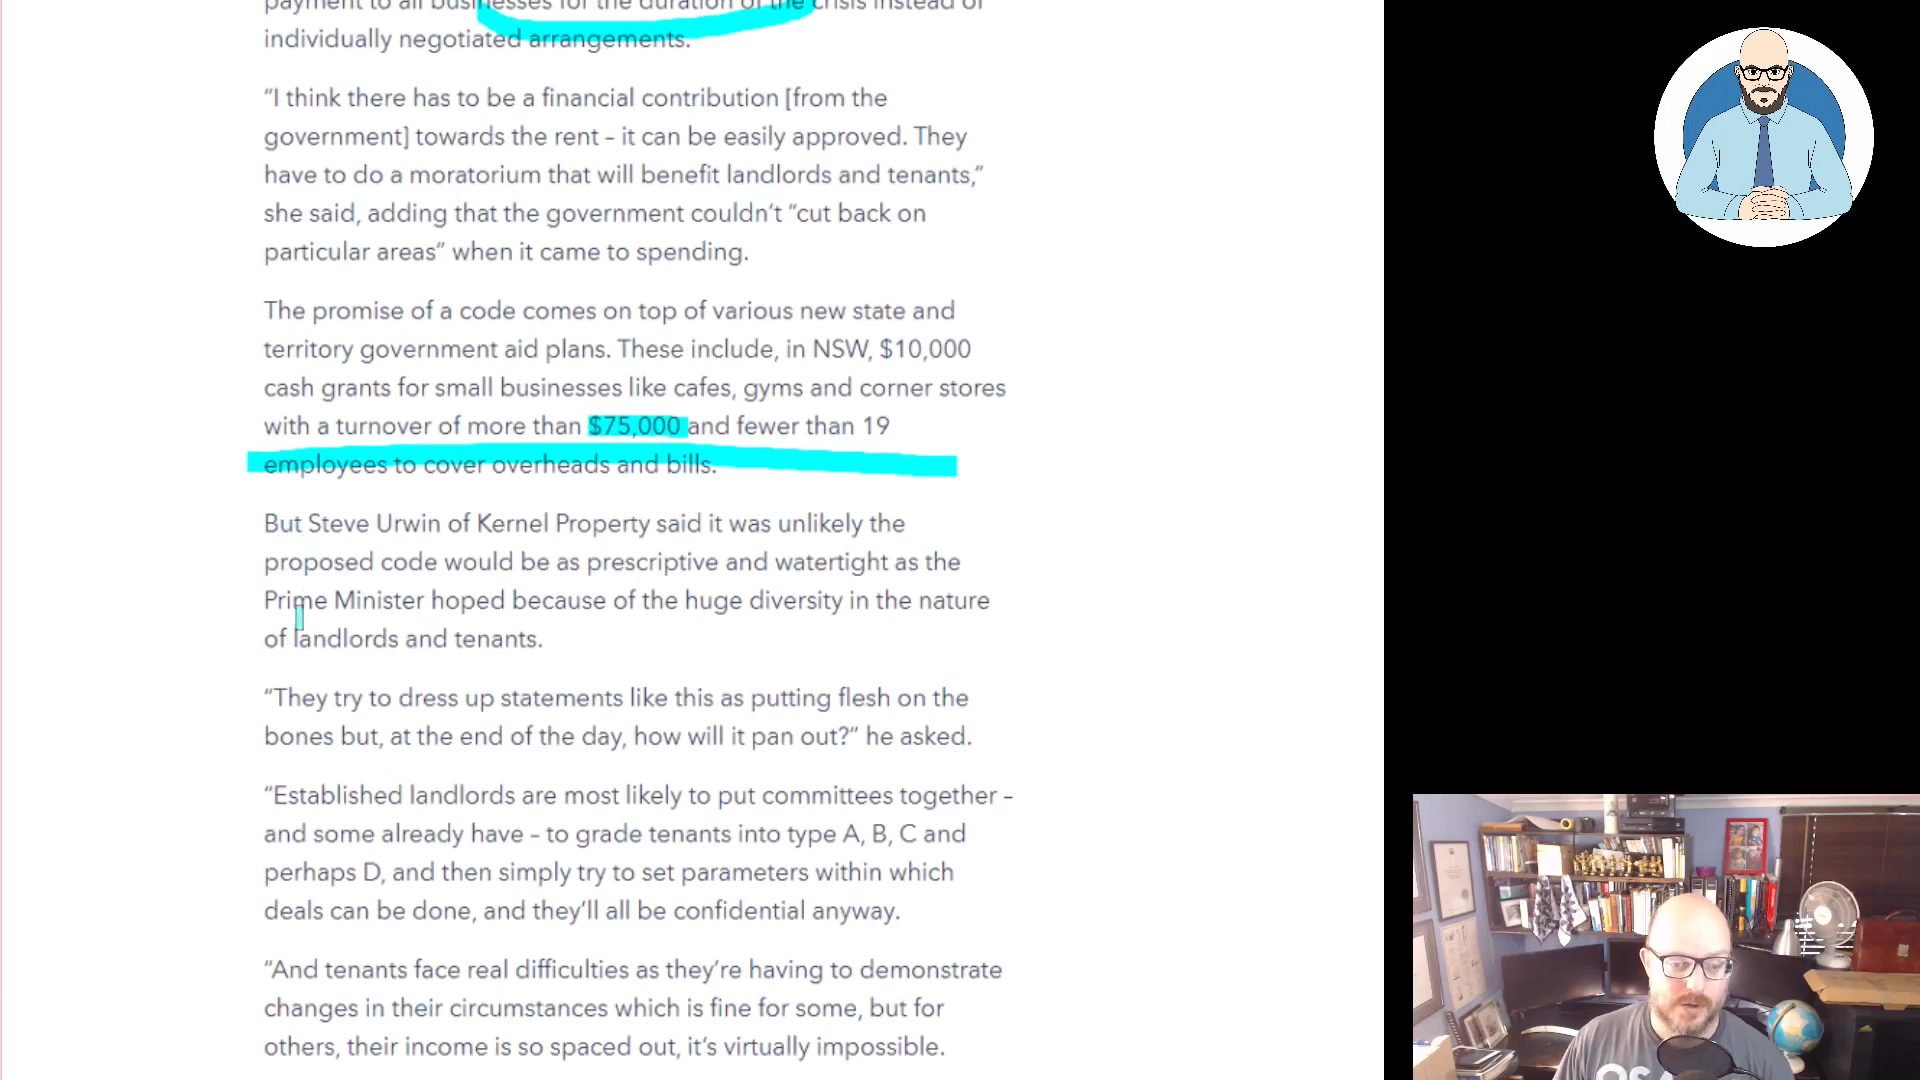 payment to all businesses for the duration of the crisis instead of
individually negotiated arrangements.
“I think there has to be a financial contribution [from the
government] towards the rent – it can be easily approved. They
have to do a moratorium that will benefit landlords and tenants,”
she said, adding that the government couldn’t “cut back on
particular areas” when it came to spending.
The promise of a code comes on top of various new state and
territory government aid plans. These include, in NSW, $10,000
cash grants for small businesses like cafes, gyms and corner stores
with a turnover of more than $75,000 and fewer than 19
employees to cover overheads and bills.
But Steve Urwin of Kernel Property said it was unlikely the
proposed code would be as prescriptive and watertight as the
Prime Minister hoped because of the huge diversity in the nature
of landlords and tenants.
“They try to dress up statements like this as putting flesh on the
bones but, at the end of the day, how will it pan out?” he asked.
“Established landlords are most likely to put committees together –
and some already have – to grade tenants into type A, B, C and
perhaps D, and then simply try to set parameters within which
deals can be done, and they’ll all be confidential anyway.
“And tenants face real difficulties as they’re having to demonstrate
changes in their circumstances which is fine for some, but for
others, their income is so spaced out, it’s virtually impossible.